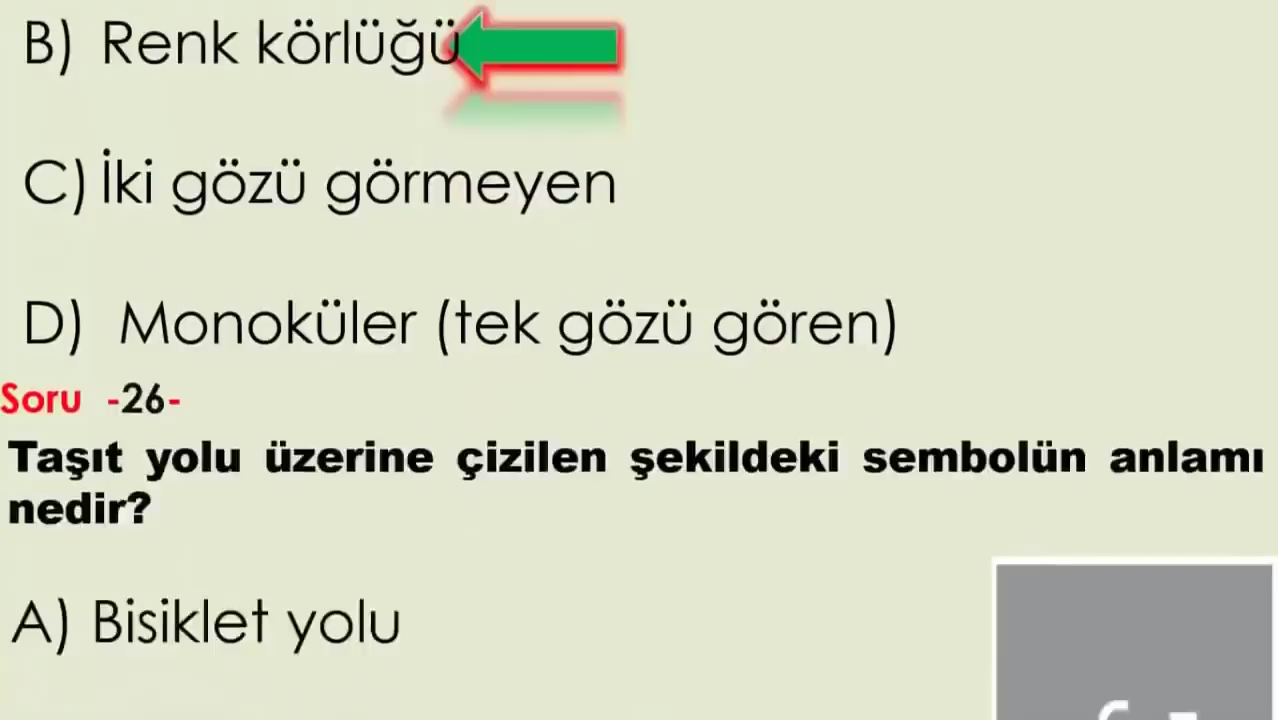 B) Renk körlüğü
C) İki gözü görmeyen
D) Monoküler (tek gözü gören)
Soru -26-
Taşıt yolu üzerine çizilen şekildeki sembolün anlamı
nedir?
A) Bisiklet yolu